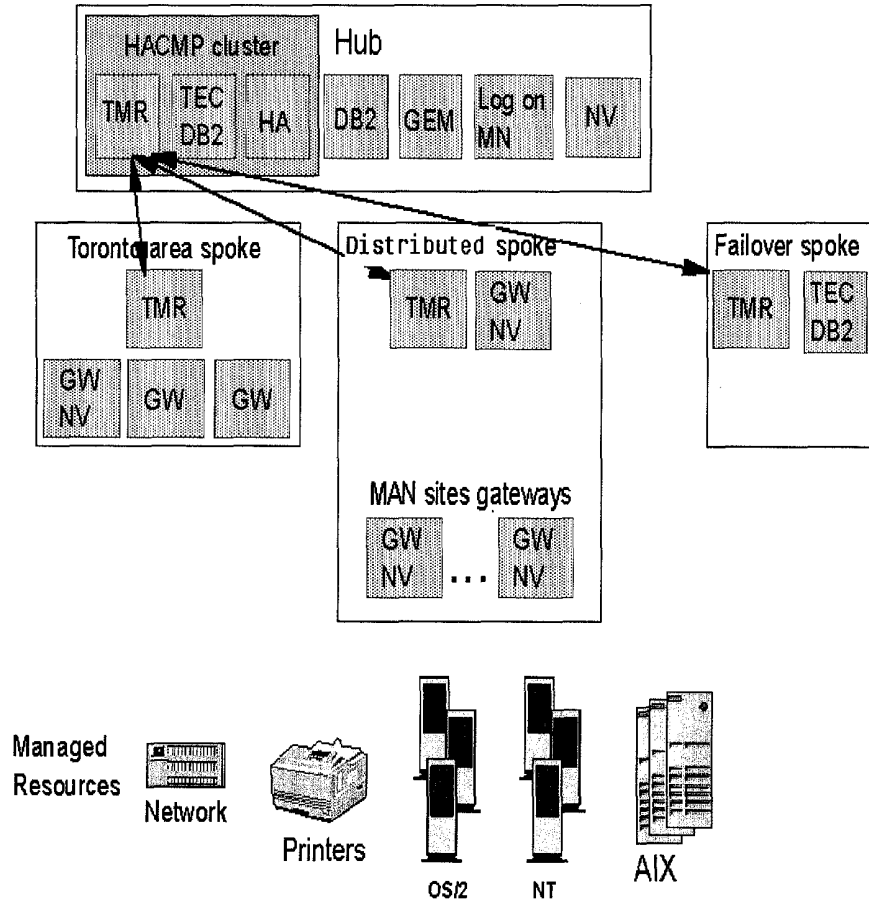 HACMP cluster
Hub
TMR
TEC
DB2
HA
DB2
GEM
Log on
MN
NV
Toronto area spoke
TMR
GW
NV
GW
GW
Distributed spoke
TMR
GW
NV
MAN sites gateways
GW
NV
...
GW
NV
Failover spoke
TMR
TEC
DB2
Managed
Resources
Network
Printers
OS/2
NT
AIX